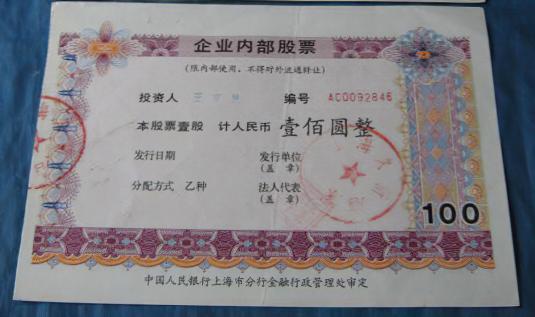 企业内部股票
(限内部使用、不得对外流通转让)
投资人 编号 AC0092846
本股票壹股 计人民币 壹佰圆整
发行日期 发行单位
(盖 章)
分配方式 乙种 法人代表
(盖 章)
100
中国人民银行上海市分行金融行政管理处审定